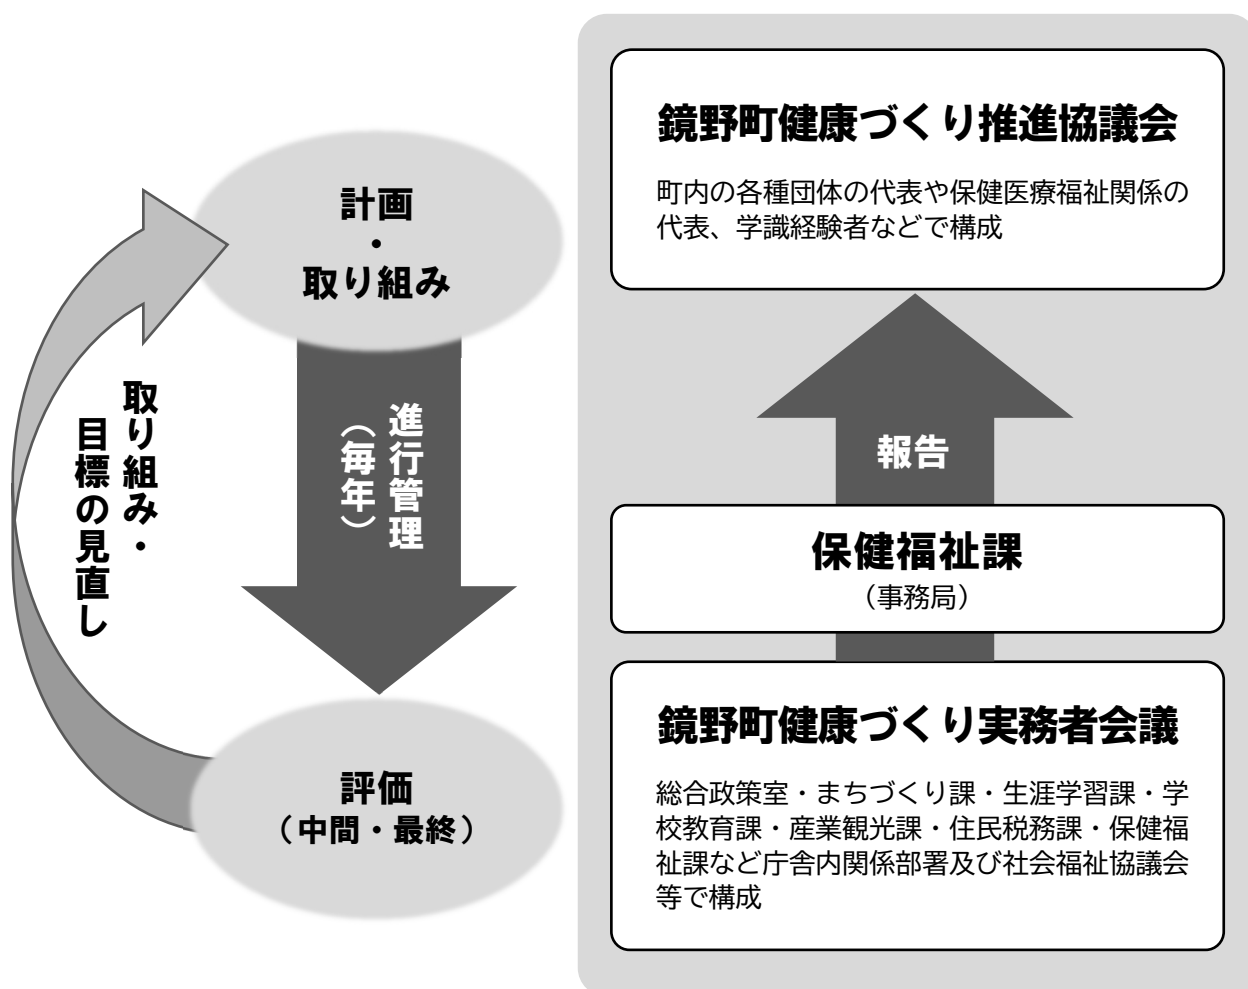 計画
・
取り組み
進行管理
（毎年）
取り組み・
目標の見直し
評価
（中間・最終）
鏡野町健康づくり推進協議会
町内の各種団体の代表や保健医療福祉関係の
代表、学識経験者などで構成
報告
保健福祉課
（事務局）
鏡野町健康づくり実務者会議
総合政策室・まちづくり課・生涯学習課・学
校教育課・産業観光課・住民税務課・保健福
祉課など庁舎内関係部署及び社会福祉協議会
等で構成